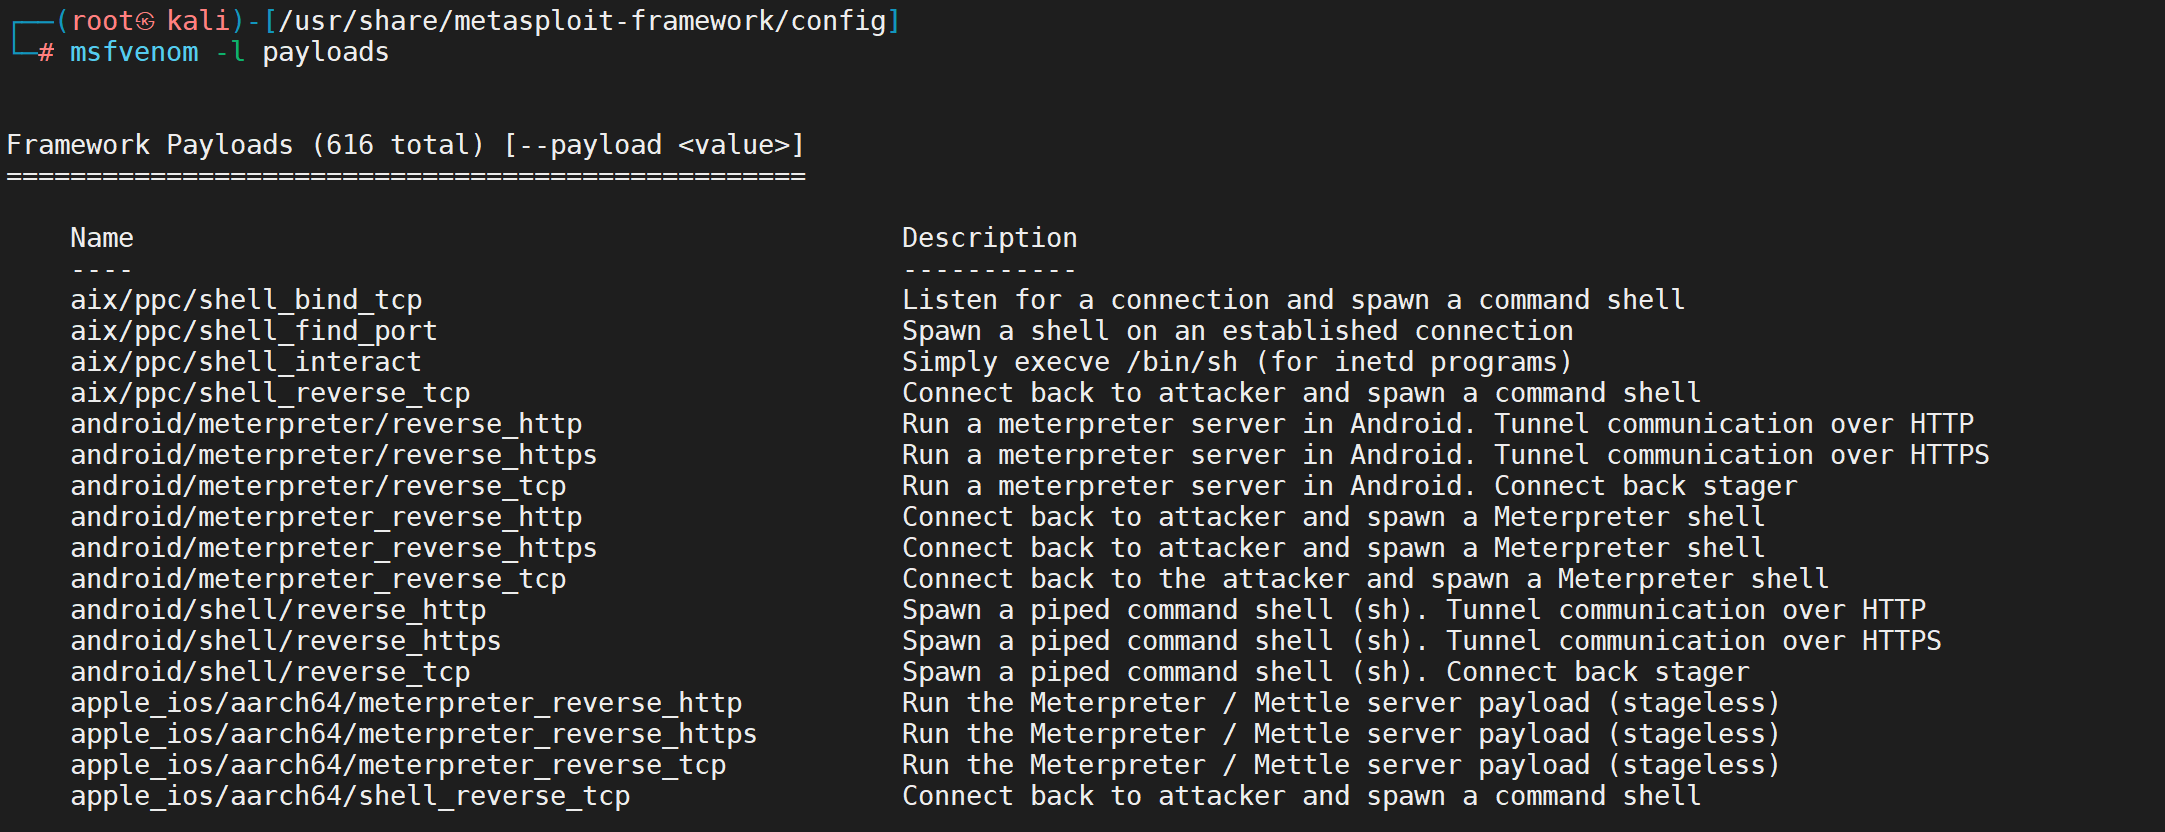 ┌──(root㉿kali)-[/usr/share/metasploit-framework/config]
└─# msfvenom -l payloads
Framework Payloads (616 total) [--payload <value>]
==================================================
Name Description
---- -----------
aix/ppc/shell_bind_tcp Listen for a connection and spawn a command shell
aix/ppc/shell_find_port Spawn a shell on an established connection
aix/ppc/shell_interact Simply execve /bin/sh (for inetd programs)
aix/ppc/shell_reverse_tcp Connect back to attacker and spawn a command shell
android/meterpreter/reverse_http Run a meterpreter server in Android. Tunnel communication over HTTP
android/meterpreter/reverse_https Run a meterpreter server in Android. Tunnel communication over HTTPS
android/meterpreter/reverse_tcp Run a meterpreter server in Android. Connect back stager
android/meterpreter_reverse_http Connect back to attacker and spawn a Meterpreter shell
android/meterpreter_reverse_https Connect back to attacker and spawn a Meterpreter shell
android/meterpreter_reverse_tcp Connect back to the attacker and spawn a Meterpreter shell
android/shell/reverse_http Spawn a piped command shell (sh). Tunnel communication over HTTP
android/shell/reverse_https Spawn a piped command shell (sh). Tunnel communication over HTTPS
android/shell/reverse_tcp Spawn a piped command shell (sh). Connect back stager
apple_ios/aarch64/meterpreter_reverse_http Run the Meterpreter / Mettle server payload (stageless)
apple_ios/aarch64/meterpreter_reverse_https Run the Meterpreter / Mettle server payload (stageless)
apple_ios/aarch64/meterpreter_reverse_tcp Run the Meterpreter / Mettle server payload (stageless)
apple_ios/aarch64/shell_reverse_tcp Connect back to attacker and spawn a command shell